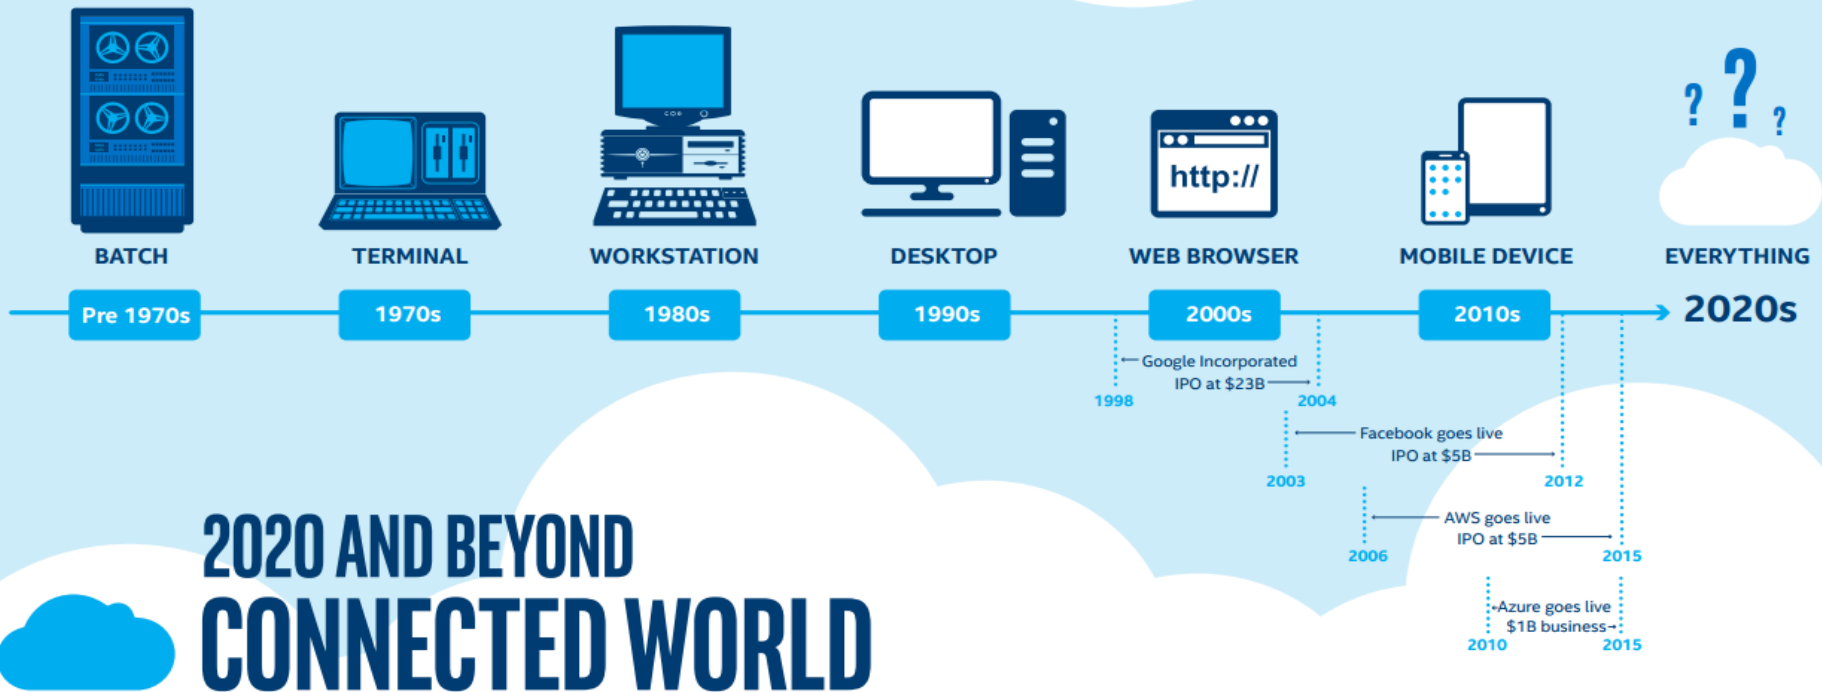 ? ? ?
http://
BATCH
TERMINAL
WORKSTATION
DESKTOP
WEB BROWSER
MOBILE DEVICE
EVERYTHING
Pre 1970s
1970s
1980s
1990s
2000s
2010s
2020s
Google Incorporated
IPO at $23B
1998
2004
Facebook goes live
IPO at $5B
2003
2012
AWS goes live
IPO at $5B
2006
2015
Azure goes live
$1B business
2010
2015
2020 AND BEYOND
CONNECTED WORLD